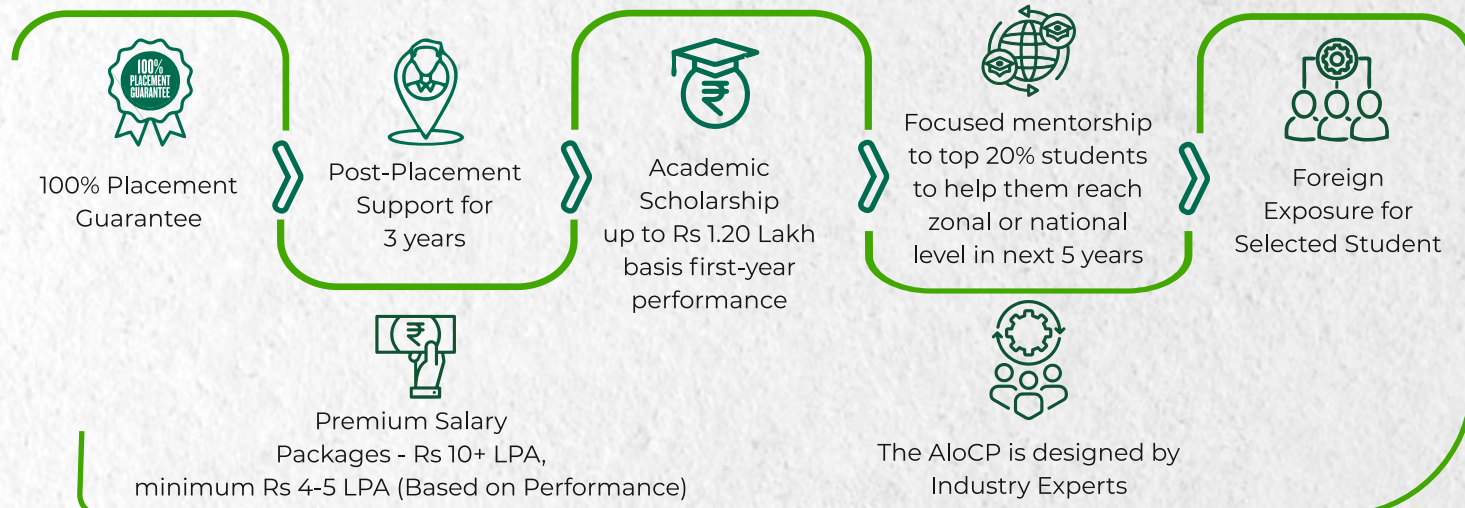 100%
PLACEMENT
GUARANTEE
100% Placement
Guarantee
Post-Placement
Support for
3 years
₹
Academic
Scholarship
up to Rs 1.20 Lakh
basis first-year
performance
Focused mentorship
to top 20% students
to help them reach
zonal or national
level in next 5 years
Foreign
Exposure for
Selected Student
₹
Premium Salary
Packages - Rs 10+ LPA,
minimum Rs 4-5 LPA (Based on Performance)
The AloCP is designed by
Industry Experts